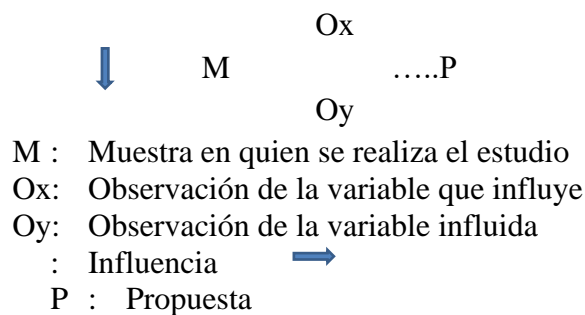 Ox
M …..P
Oy
M : Muestra en quien se realiza el estudio
Ox: Observación de la variable que influye
Oy: Observación de la variable influida
: Influencia
P : Propuesta